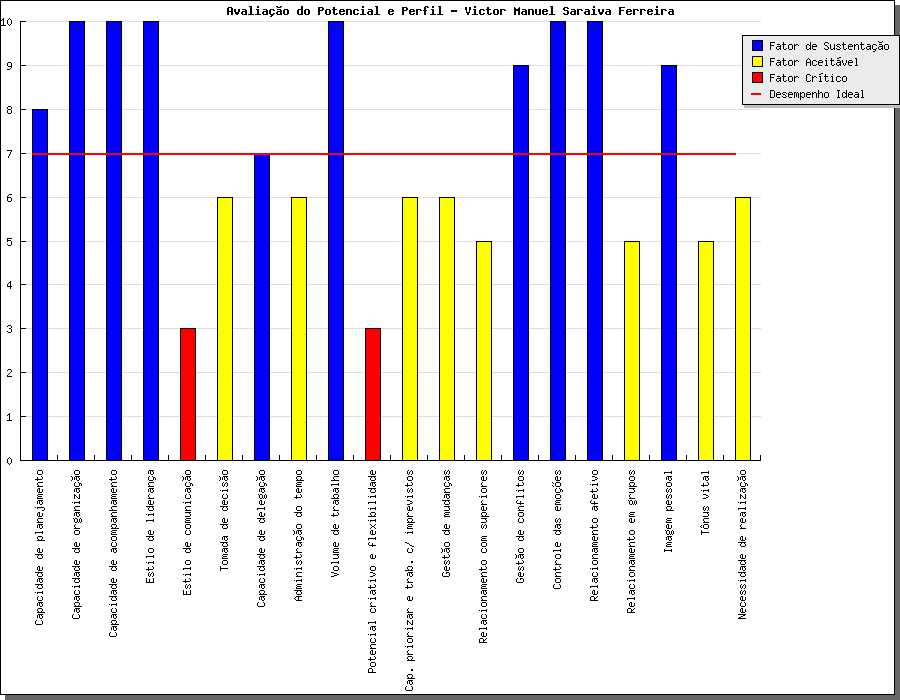 Avaliação do Potencial e Perfil - Victor Manuel Saraiva Ferreira
Fator de Sustentação
Fator Aceitável
Fator Crítico
Desempenho Ideal
10
9
8
7
6
5
4
3
2
1
0
Capacidade de planejamento
Capacidade de organização
Capacidade de acompanhamento
Estilo de liderança
Estilo de comunicação
Tomada de decisão
Capacidade de delegação
Administração do tempo
Volume de trabalho
Potencial criativo e flexibilidade
Cap. priorizar e trab. c/ imprevistos
Gestão de mudanças
Relacionamento com superiores
Gestão de conflitos
Controle das emoções
Relacionamento afetivo
Relacionamento em grupos
Imagem pessoal
Tônus vital
Necessidade de realização